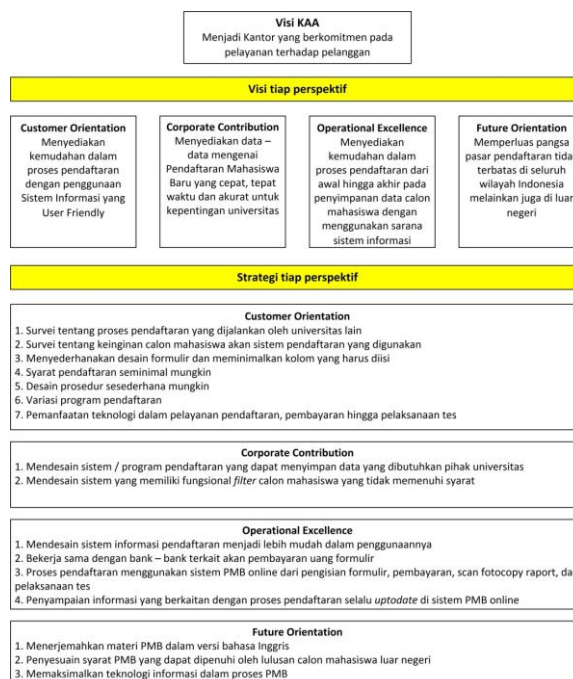 Visi KAA
Menjadi Kantor yang berkomitmen pada
pelayanan terhadap pelanggan
Visi tiap perspektif
Customer Orientation
Menyediakan
kemudahan dalam
proses pendaftaran
dengan penggunaan
Sistem Informasi yang
User Friendly
Corporate Contribution
Menyediakan data –
data mengenai
Pendaftaran Mahasiswa
Baru yang cepat, tepat
waktu dan akurat untuk
kepentingan universitas
Operational Excellence
Menyediakan
kemudahan dalam
proses pendaftaran dari
awal hingga akhir pada
penyimpanan data calon
mahasiswa dengan
menggunakan sarana
sistem informasi
Future Orientation
Memperluas pangsa
pasar pendaftaran tida
terbatas di seluruh
wilayah Indonesia
melainkan juga di luar
negeri
Strategi tiap perspektif
Customer Orientation
1. Survei tentang proses pendaftaran yang dijalankan oleh universitas lain
2. Survei tentang keinginan calon mahasiswa akan sistem pendaftaran yang digunakan
3. Menyederhanakan desain formulir dan meminimalkan kolom yang harus diisi
4. Syarat pendaftaran seminimal mungkin
5. Desain prosedur sesederhana mungkin
6. Variasi program pendaftaran
7. Pemanfaatan teknologi dalam pelayanan pendaftaran, pembayaran hingga pelaksanaan tes
Corporate Contribution
1. Mendesain sistem / program pendaftaran yang dapat menyimpan data yang dibutuhkan pihak universitas
2. Mendesain sistem yang memiliki fungsional filter calon mahasiswa yang tidak memenuhi syarat
Operational Excellence
1. Mendesain sistem informasi pendaftaran menjadi lebih mudah dalam penggunaannya
2. Bekerja sama dengan bank – bank terkait akan pembayaran uang formulir
3. Proses pendaftaran menggunakan sistem PMB online dari pengisian formulir, pembayaran, scan fotocopy raport, da
pelaksanaan tes
4. Penyampaian informasi yang berkaitan dengan proses pendaftaran selalu uptodate di sistem PMB online
Future Orientation
1. Menerjemahkan materi PMB dalam versi bahasa Inggris
2. Penyesuain syarat PMB yang dapat dipenuhi oleh lulusan calon mahasiswa luar negeri
3. Memaksimalkan teknologi informasi dalam proses PMB